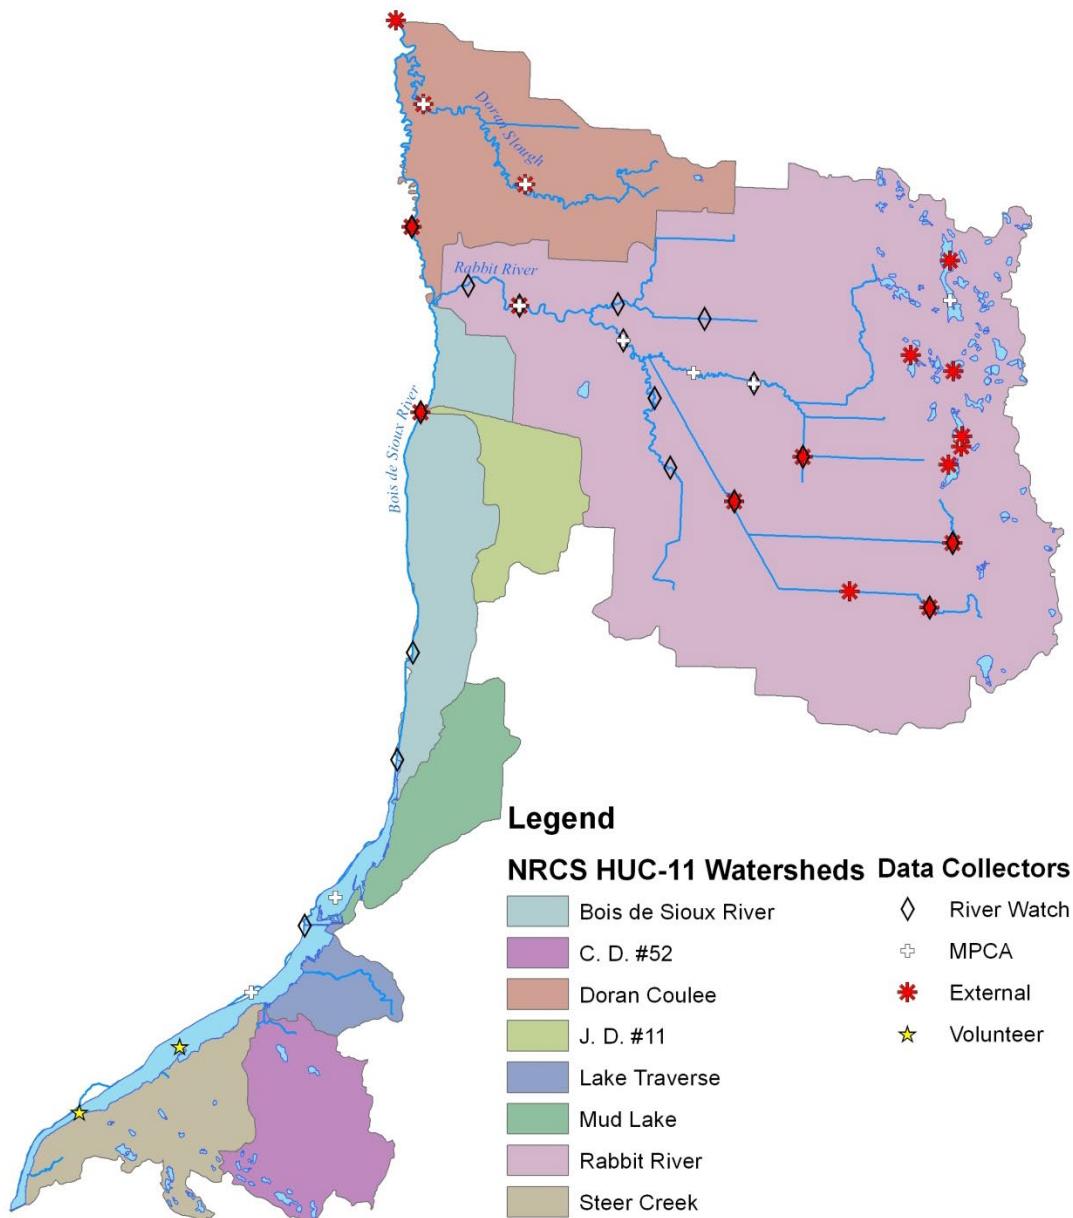 Doran Slough
Rabbit River
Bois de Sioux River
Legend
NRCS HUC-11 Watersheds
Bois de Sioux River
C. D. #52
Doran Coulee
J. D. #11
Lake Traverse
Mud Lake
Rabbit River
Steer Creek
Data Collectors
River Watch
MPCA
External
Volunteer